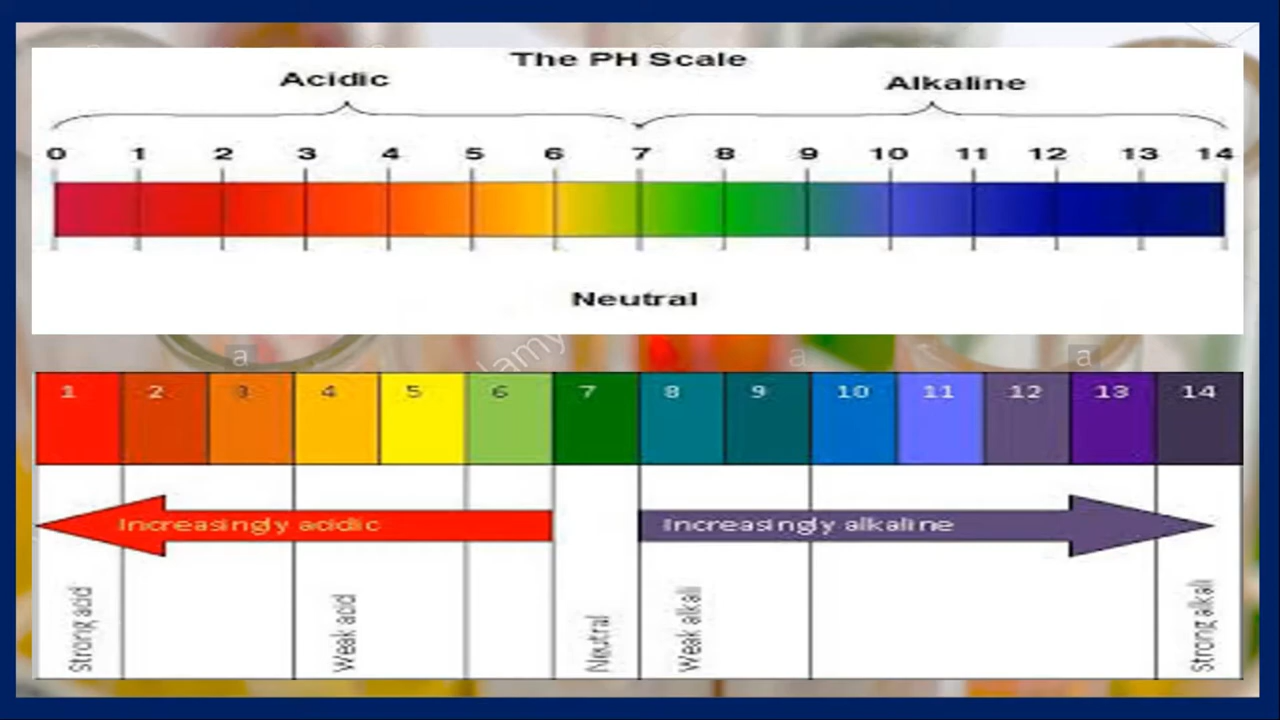 The PH Scale
Acidic
Alkaline
0 1 2 3 4 5 6 7 8 9 10 11 12 13 14
Neutral
a a a
1 2 3 4 5 6 7 8 9 10 11 12 13 14
Increasingly acidic
Increasingly alkaline
Strong acid
Weak acid
Neutral
Weak alkali
Strong alkali